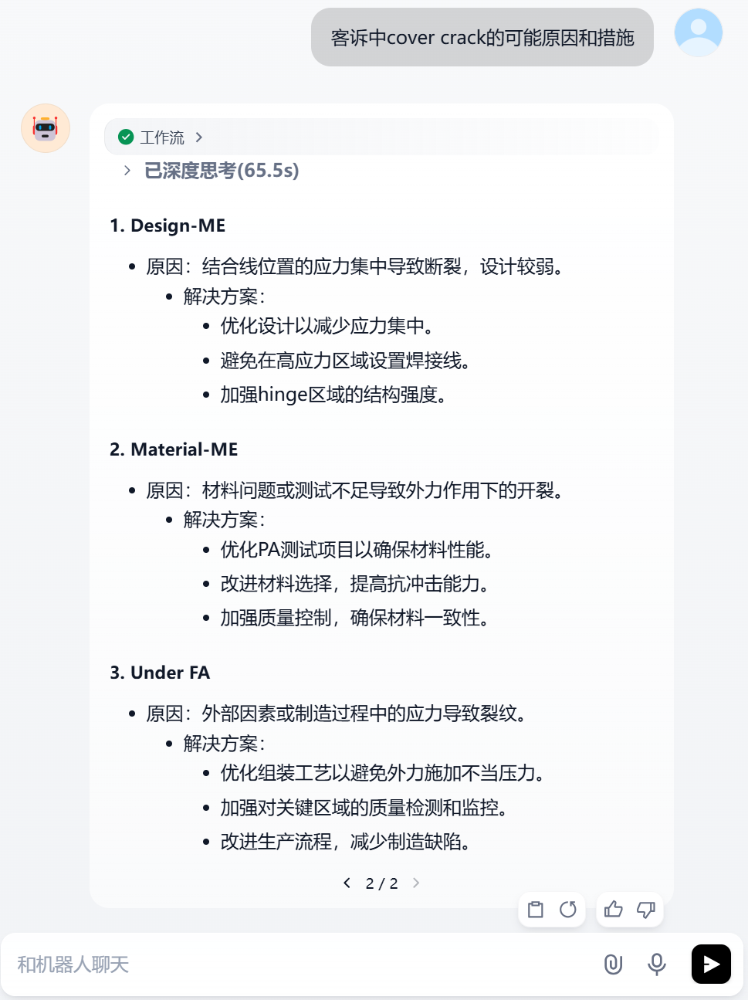 客诉中cover crack的可能原因和措施
工作流
已深度思考(65.5s)
1. Design-ME
原因：结合线位置的应力集中导致断裂，设计较弱。
解决方案：
优化设计以减少应力集中。
避免在高应力区域设置焊接线。
加强hinge区域的结构强度。
2. Material-ME
原因：材料问题或测试不足导致外力作用下的开裂。
解决方案：
优化PA测试项目以确保材料性能。
改进材料选择，提高抗冲击能力。
加强质量控制，确保材料一致性。
3. Under FA
原因：外部因素或制造过程中的应力导致裂纹。
解决方案：
优化组装工艺以避免外力施加不当压力。
加强对关键区域的质量检测和监控。
改进生产流程，减少制造缺陷。
2 / 2
和机器人聊天